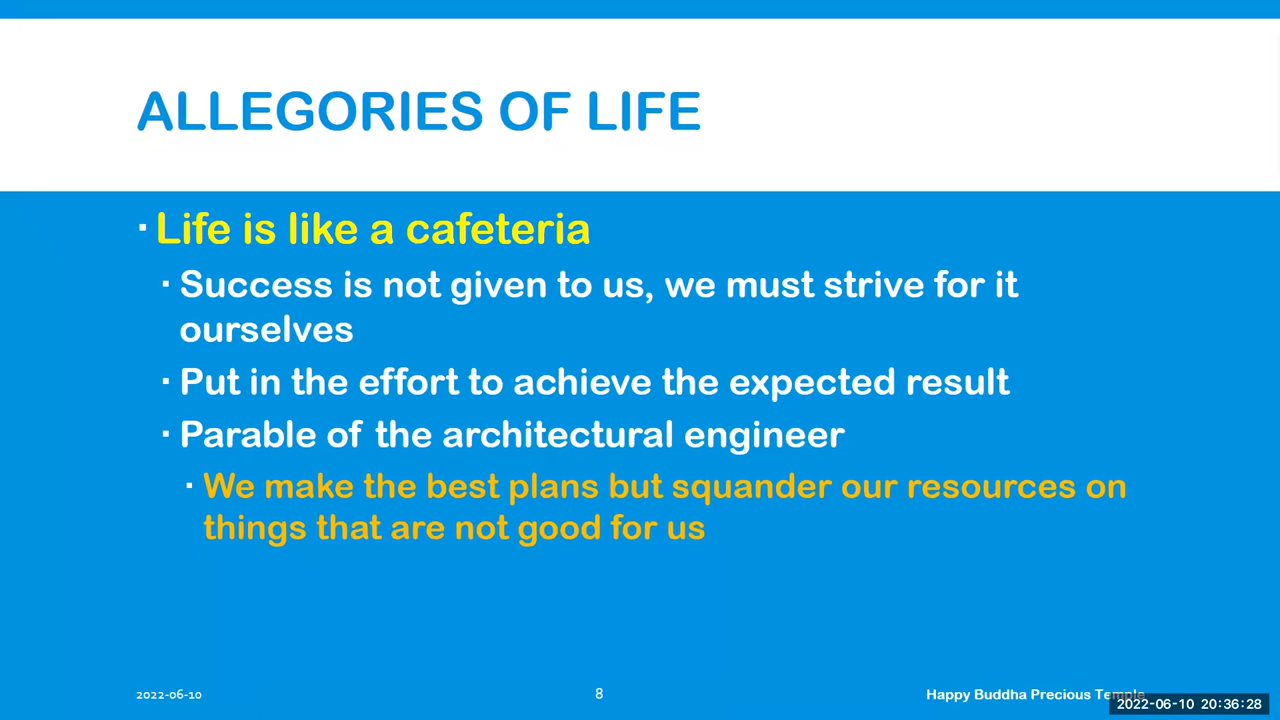 ALLEGORIES OF LIFE
▪ Life is like a cafeteria
▪ Success is not given to us, we must strive for it
ourselves
▪ Put in the effort to achieve the expected result
▪ Parable of the architectural engineer
▪ We make the best plans but squander our resources on
things that are not good for us
2022-06-10
8
Happy Buddha Precious Temple
2022-06-10 20:36:28